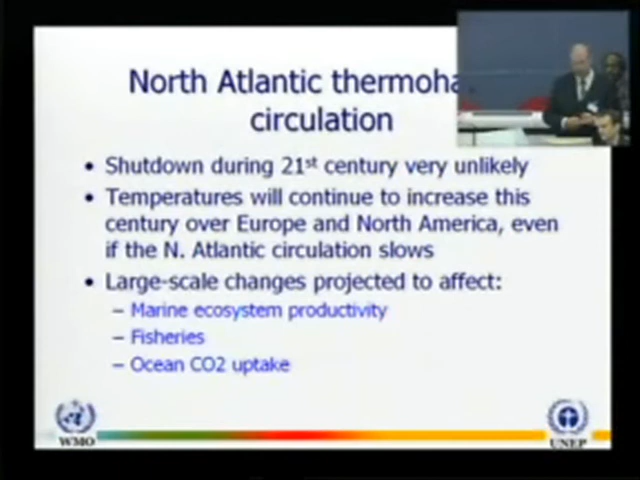 North Atlantic thermoha
circulation
• Shutdown during 21st century very unlikely
• Temperatures will continue to increase this
century over Europe and North America, even
if the N. Atlantic circulation slows
• Large-scale changes projected to affect:
– Marine ecosystem productivity
– Fisheries
– Ocean CO2 uptake
WMO
UNEP